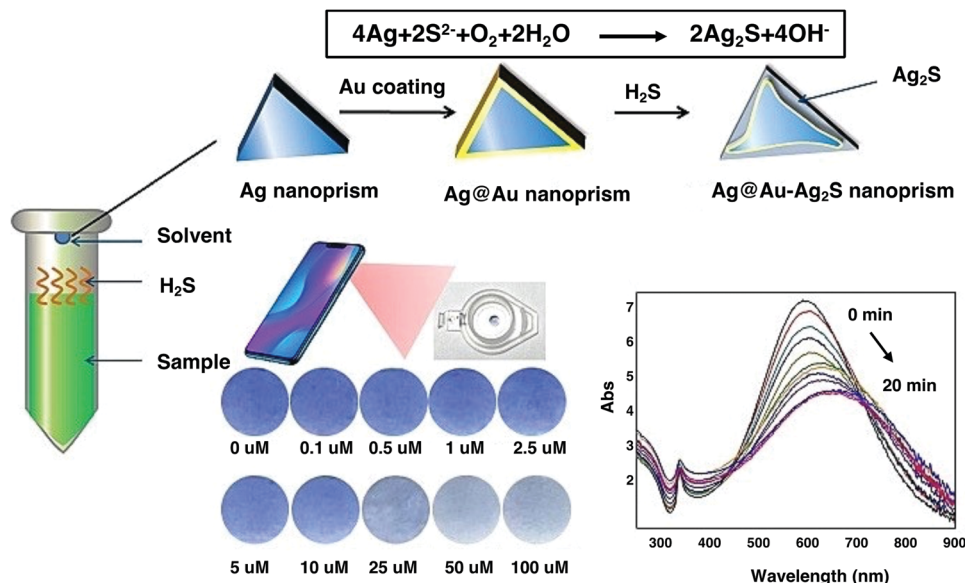 4Ag+2S²⁻+O₂+2H₂O → 2Ag₂S+4OH⁻
Au coating
H₂S
Ag₂S
Ag nanoprism
Ag@Au nanoprism
Ag@Au-Ag₂S nanoprism
Solvent
H₂S
Sample
0 uM 0.1 uM 0.5 uM 1 uM 2.5 uM
5 uM 10 uM 25 uM 50 uM 100 uM
Abs
7
6
5
4
3
2
0 min
20 min
250 400 500 600 700 800 900
Wavelength (nm)